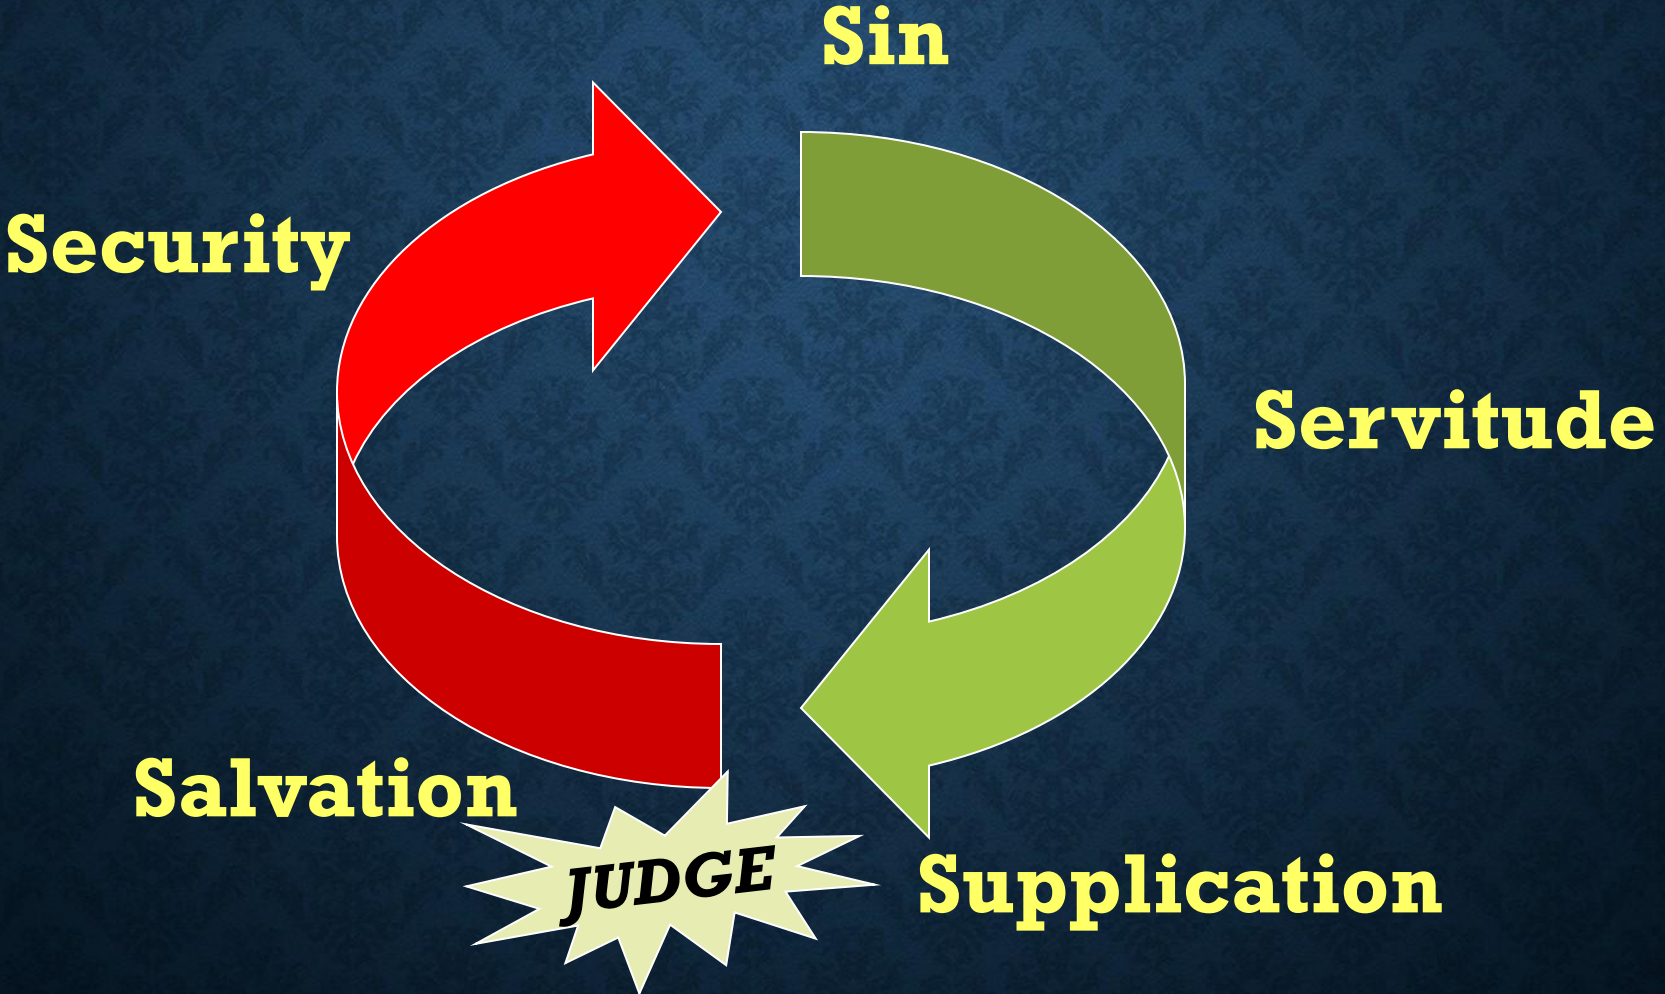 Sin
Security
Servitude
Salvation
JUDGE
Supplication